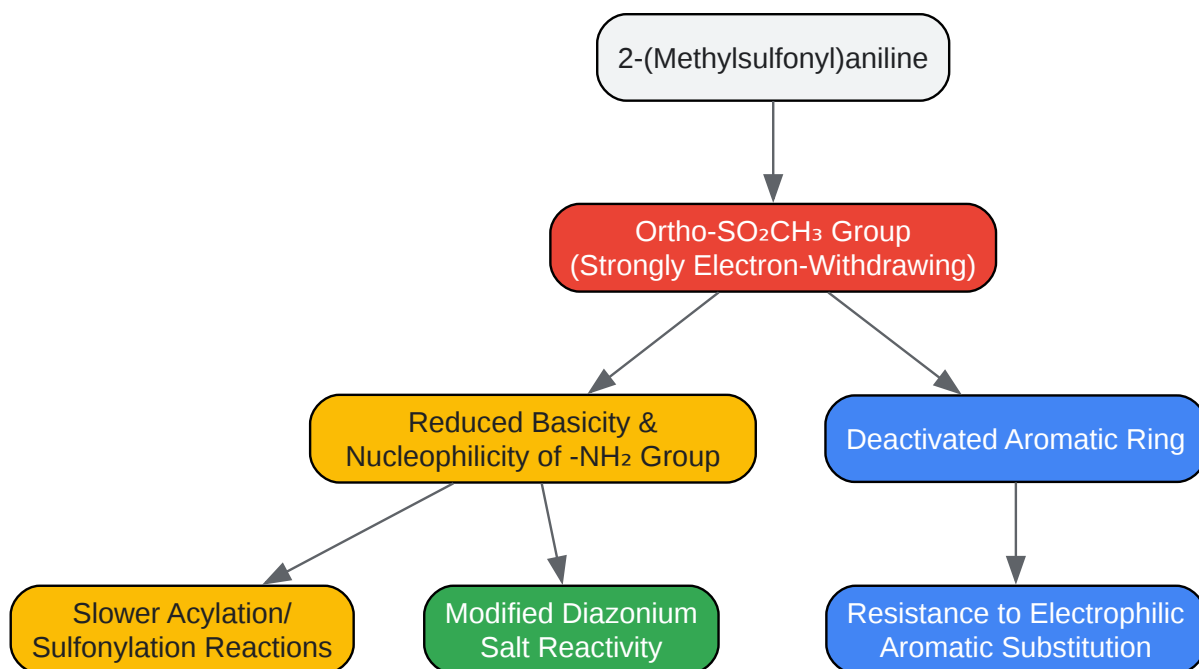 2-(Methylsulfonyl)aniline
Ortho-SO₂CH₃ Group
(Strongly Electron-Withdrawing)
Reduced Basicity &
Nucleophilicity of -NH₂ Group
Deactivated Aromatic Ring
Slower Acylation/
Sulfonylation Reactions
Modified Diazonium
Salt Reactivity
Resistance to Electrophilic
Aromatic Substitution